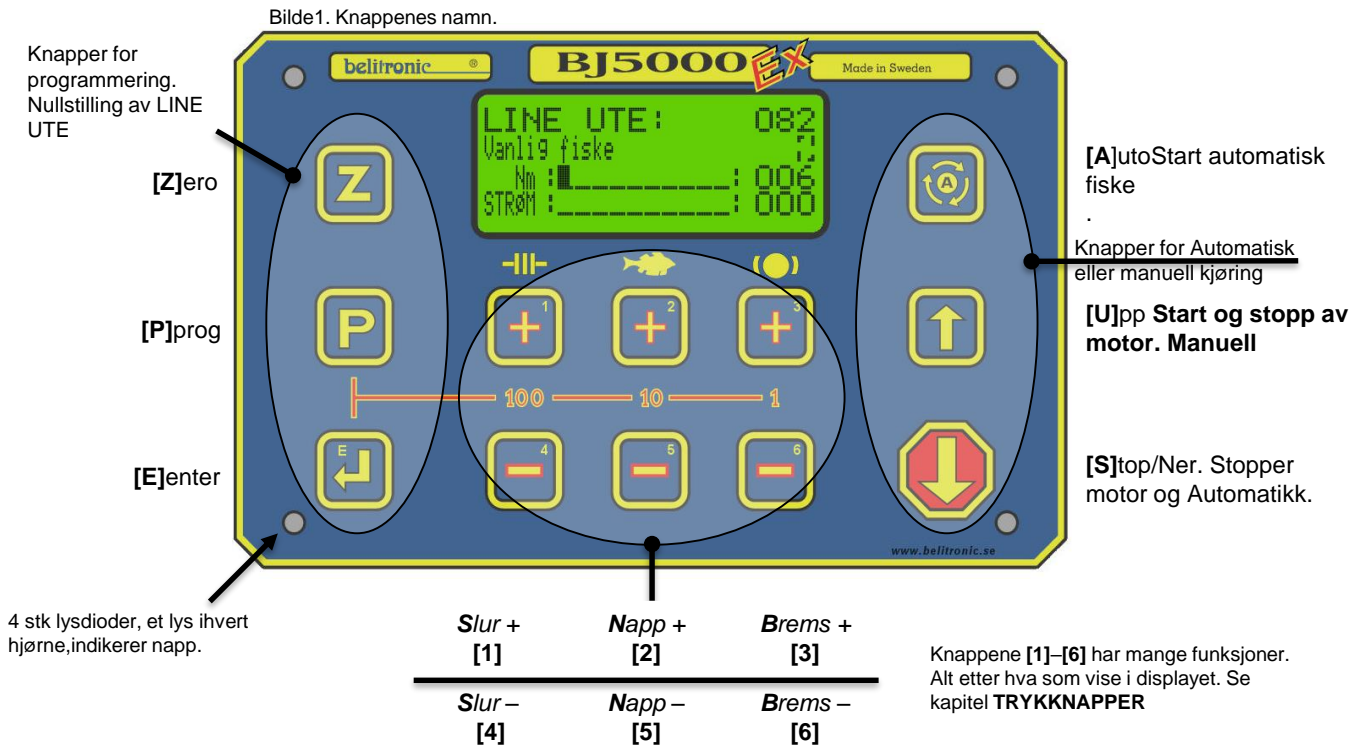 Bilde1. Knappenes namn.
Knapper for
programmering.
Nullstilling av LINE
UTE
belitronic ®
BJ5000 Ex
Made in Sweden
LINE UTE: 082
Vanlig fiske
Nm : : 006
STRØM : : 000
[Z]ero
Z
A
[A]utoStart automatisk
fiske
.
Knapper for Automatisk
eller manuell kjøring
[P]prog
P
+ 1
+ 2
+ 3
[U]pp Start og stopp av
motor. Manuell
100 10 1
[E]enter
E
– 4
– 5
– 6
[S]top/Ner. Stopper
motor og Automatikk.
www.belitronic.se
4 stk lysdioder, et lys ihvert
hjørne,indikerer napp.
Slur + Napp + Brems +
[1] [2] [3]
Slur – Napp – Brems –
[4] [5] [6]
Knappene [1]–[6] har mange funksjoner.
Alt etter hva som vise i displayet. Se
kapitel TRYKKNAPPER